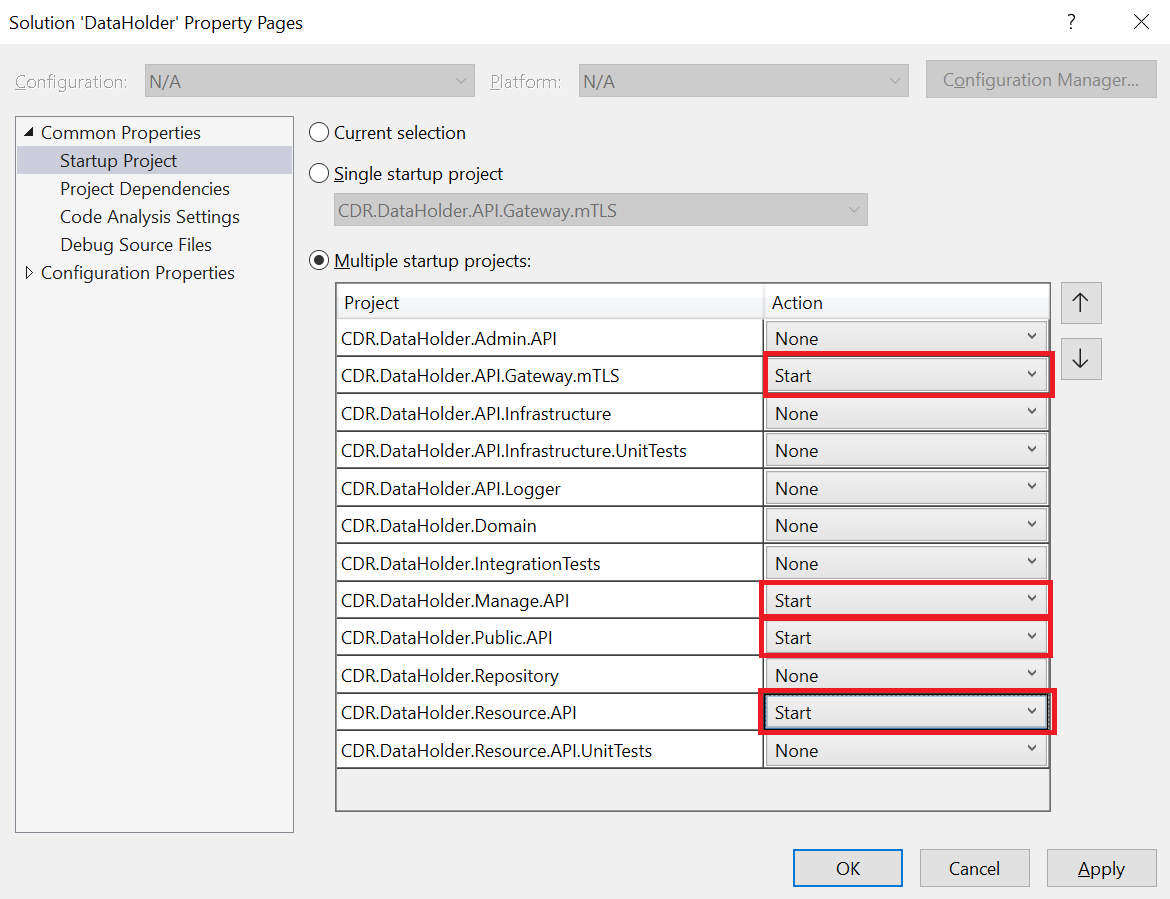 Solution 'DataHolder' Property Pages ?
Configuration: N/A Platform: N/A Configuration Manager...
Common Properties
Startup Project
Project Dependencies
Code Analysis Settings
Debug Source Files
Configuration Properties
Current selection
Single startup project
CDR.DataHolder.API.Gateway.mTLS
Multiple startup projects:
Project Action
CDR.DataHolder.Admin.API None
CDR.DataHolder.API.Gateway.mTLS Start
CDR.DataHolder.API.Infrastructure None
CDR.DataHolder.API.Infrastructure.UnitTests None
CDR.DataHolder.API.Logger None
CDR.DataHolder.Domain None
CDR.DataHolder.IntegrationTests None
CDR.DataHolder.Manage.API Start
CDR.DataHolder.Public.API Start
CDR.DataHolder.Repository None
CDR.DataHolder.Resource.API Start
CDR.DataHolder.Resource.API.UnitTests None
OK Cancel Apply